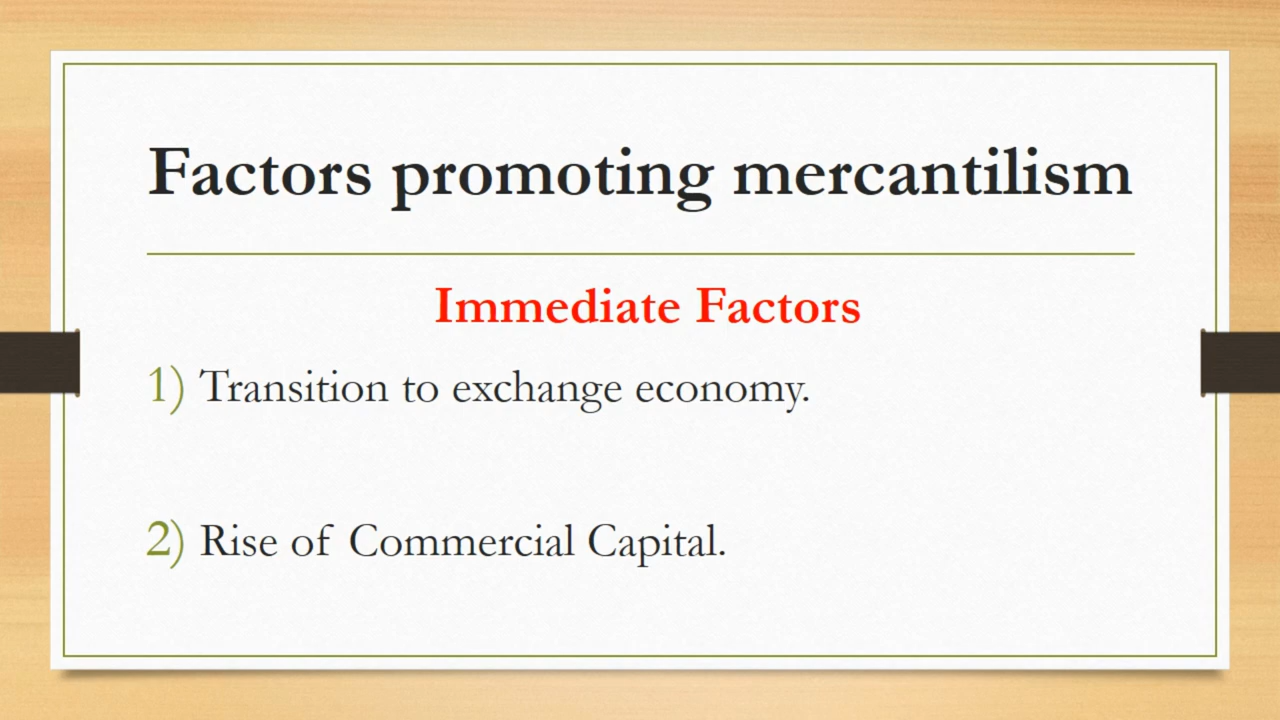 Factors promoting mercantilism
Immediate Factors
1) Transition to exchange economy.
2) Rise of Commercial Capital.